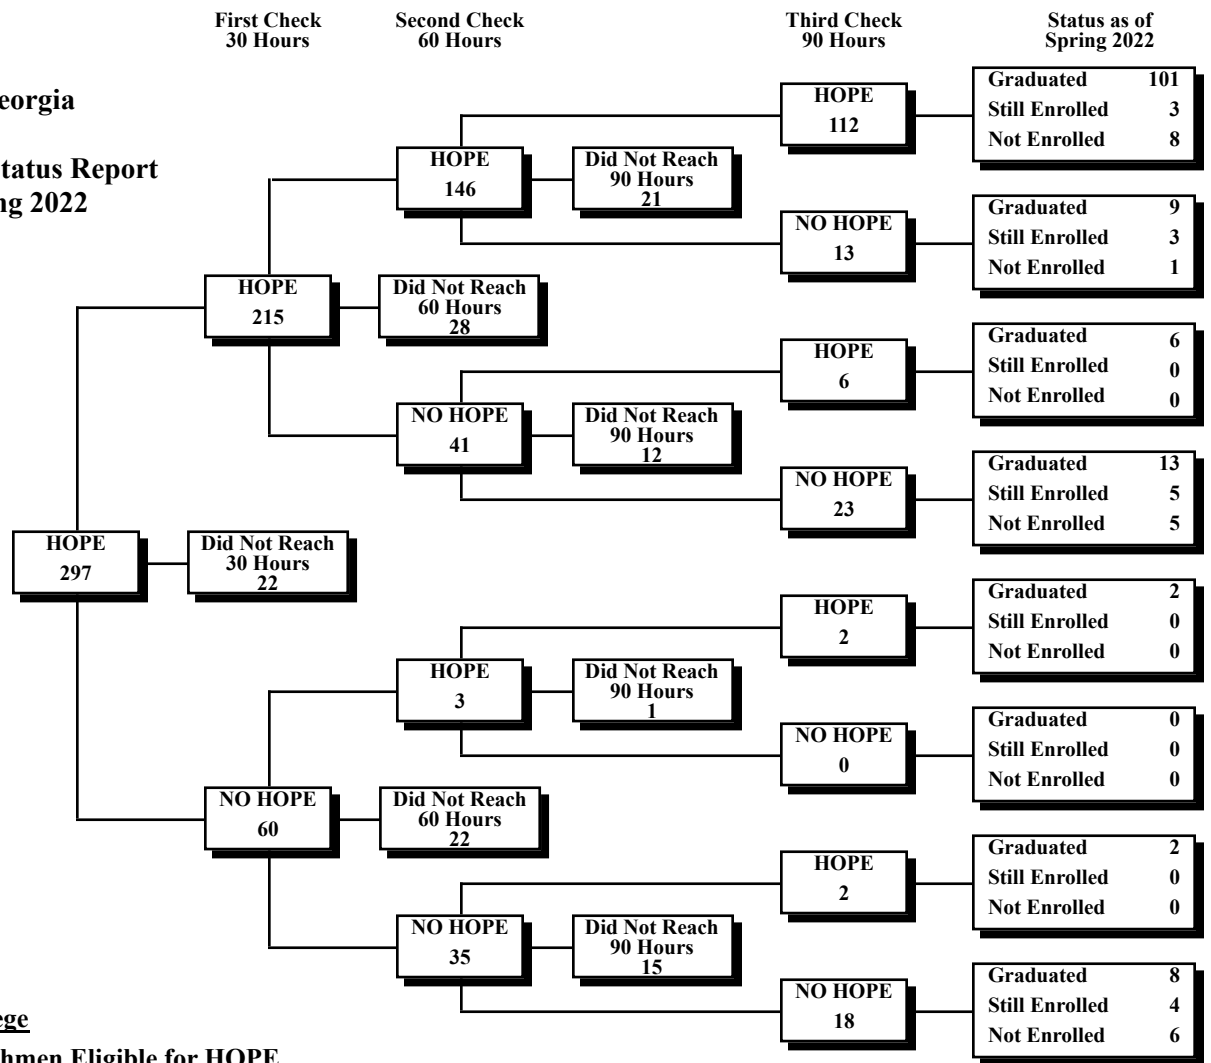 First Check
30 Hours
Second Check
60 Hours
Third Check
90 Hours
Status as of
Spring 2022
Status Report
2022
HOPE
297
Did Not Reach
30 Hours
22
HOPE
215
Did Not Reach
60 Hours
28
NO HOPE
60
Did Not Reach
60 Hours
22
HOPE
146
Did Not Reach
90 Hours
21
NO HOPE
41
Did Not Reach
90 Hours
12
HOPE
3
Did Not Reach
90 Hours
1
NO HOPE
35
Did Not Reach
90 Hours
15
HOPE
112
Graduated 101
Still Enrolled 3
Not Enrolled 8
NO HOPE
13
Graduated 9
Still Enrolled 3
Not Enrolled 1
HOPE
6
Graduated 6
Still Enrolled 0
Not Enrolled 0
NO HOPE
23
Graduated 13
Still Enrolled 5
Not Enrolled 5
HOPE
2
Graduated 2
Still Enrolled 0
Not Enrolled 0
NO HOPE
0
Graduated 0
Still Enrolled 0
Not Enrolled 0
HOPE
2
Graduated 2
Still Enrolled 0
Not Enrolled 0
NO HOPE
18
Graduated 8
Still Enrolled 4
Not Enrolled 6
Eligible for HOPE